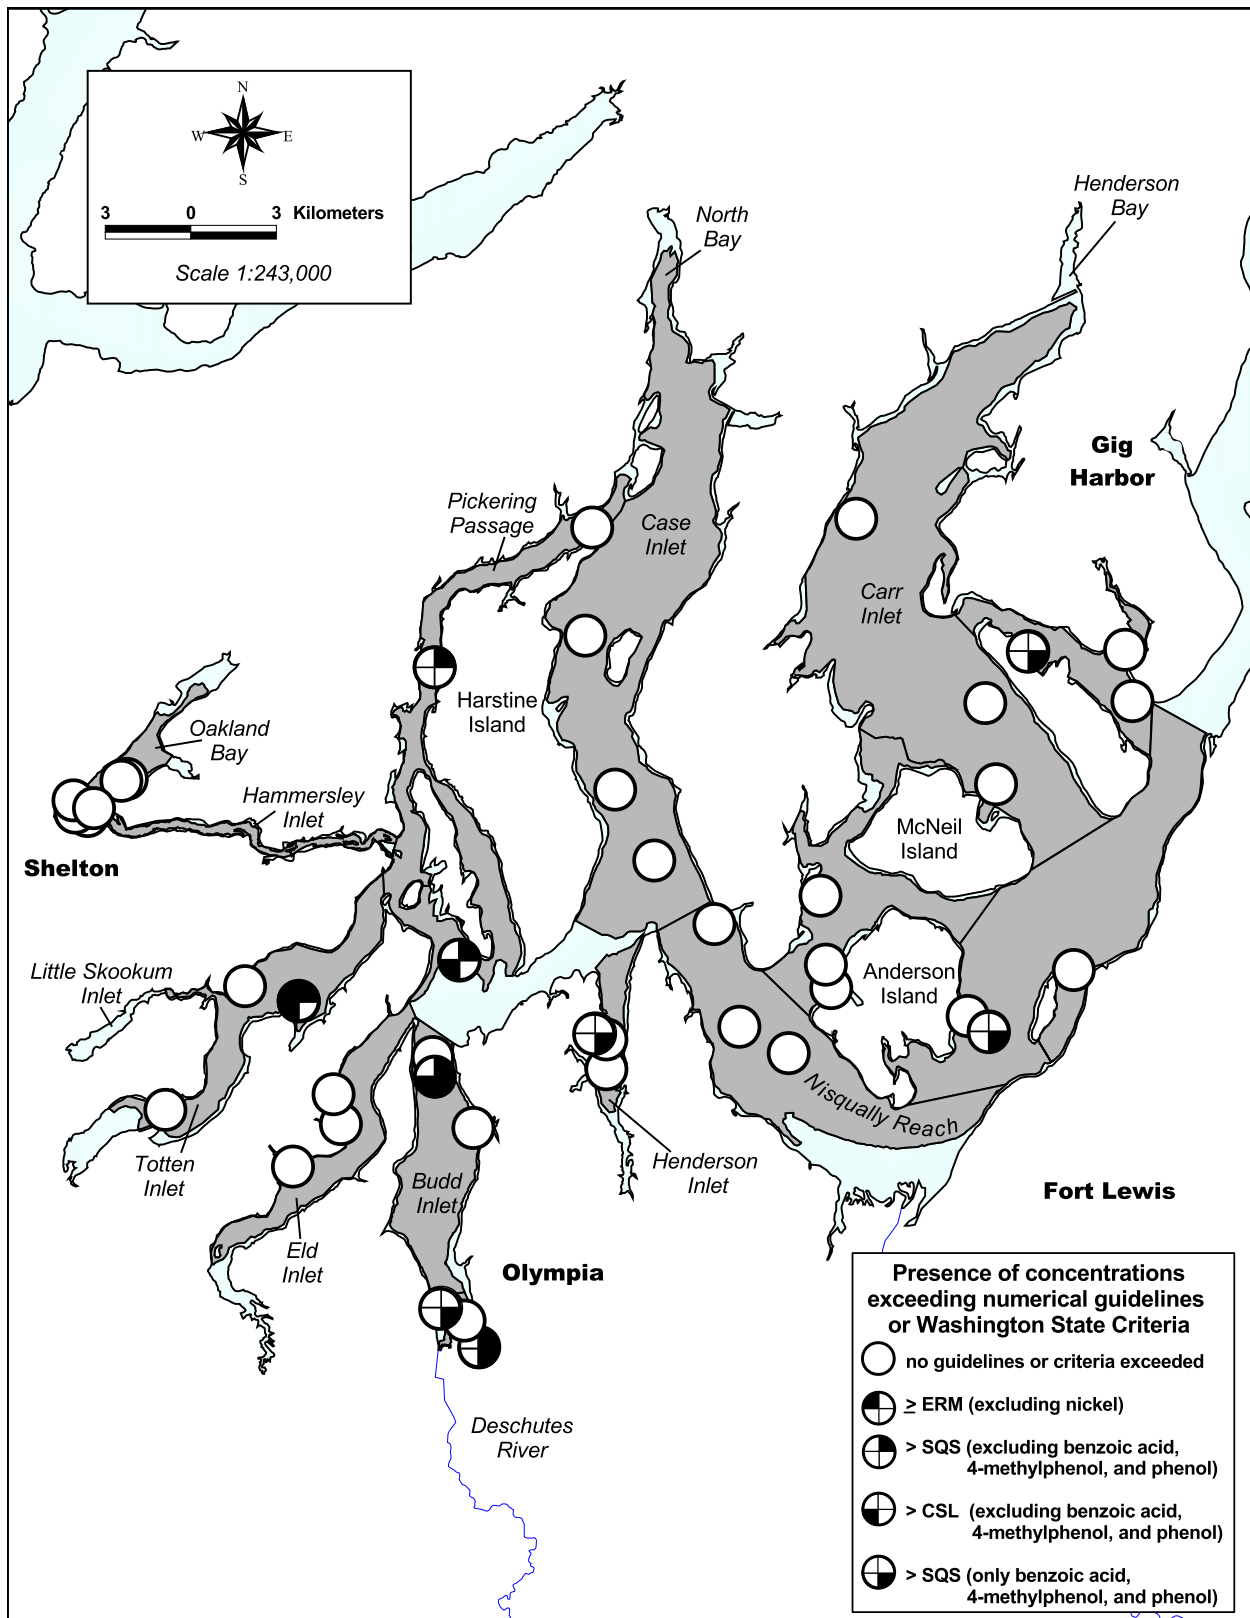 N
W
E
S
3 0 3 Kilometers
Scale 1:243,000
North
Bay
Henderson
Bay
Gig
Harbor
Pickering
Passage
Case
Inlet
Carr
Inlet
Harstine
Island
Oakland
Bay
Hammersley
Inlet
Shelton
McNeil
Island
Little Skookum
Inlet
Anderson
Island
Nisqually Reach
Totten
Inlet
Henderson
Inlet
Budd
Inlet
Fort Lewis
Eld
Inlet
Olympia
Deschutes
River
Presence of concentrations
exceeding numerical guidelines
or Washington State Criteria
no guidelines or criteria exceeded
≥ ERM (excluding nickel)
> SQS (excluding benzoic acid,
4-methylphenol, and phenol)
> CSL (excluding benzoic acid,
4-methylphenol, and phenol)
> SQS (only benzoic acid,
4-methylphenol, and phenol)